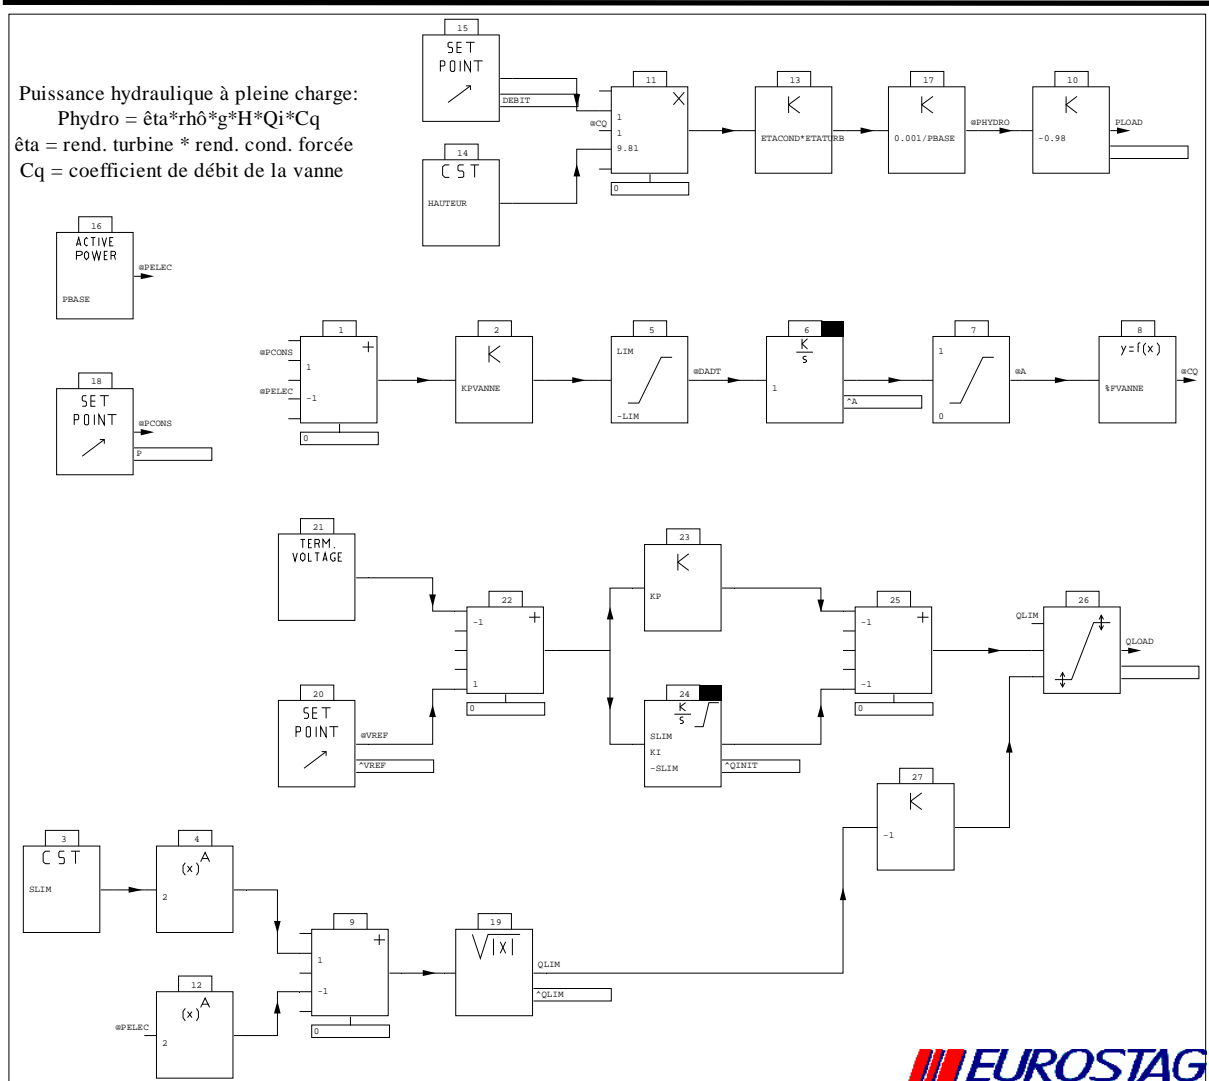 Puissance hydraulique à pleine charge:
Phydro = êta*rhô*g*H*Qi*Cq
êta = rend. turbine * rend. cond. forcée
Cq = coefficient de débit de la vanne
15
SET
POINT
DEBIT
14
CST
HAUTEUR
11
X
1
@CQ
1
9.81
0
13
K
ETACOND*ETATURB
17
K
0.001/PBASE
@PHYDRO
10
K
-0.98
PLOAD
16
ACTIVE
POWER
PBASE
@PELEC
18
SET
POINT
@PCONS
P
1
+
@PCONS
1
@PELEC
-1
0
2
K
KPVANNE
5
LIM
-LIM
@DADT
6
K
s
1
^A
7
1
0
@A
8
y=f(x)
%FVANNE
@CQ
21
TERM.
VOLTAGE
20
SET
POINT
@VREF
^VREF
22
+
-1
1
0
23
K
KP
24
K
s
SLIM
KI
-SLIM
^QINIT
25
+
-1
-1
0
26
QLIM
QLOAD
27
K
-1
3
CST
SLIM
4
(x)A
2
12
(x)A
@PELEC
2
9
+
1
-1
0
19
√|X|
QLIM
^QLIM
EUROSTAG